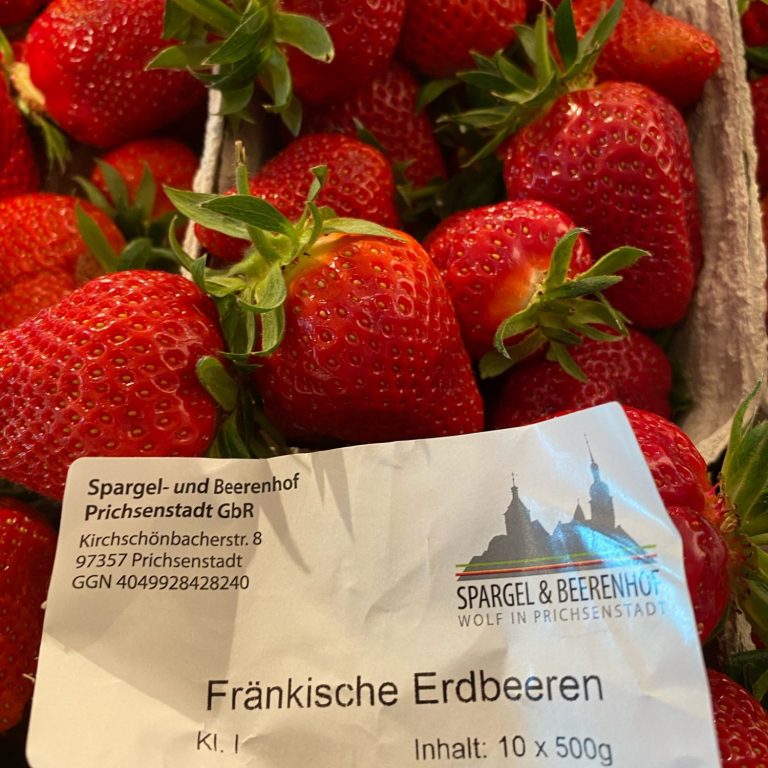 Spargel- und Beerenhof
Prichsenstadt GbR
Kirchschönbacherstr. 8
97357 Prichsenstadt
GGN 4049928428240
SPARGEL & BEERENHOF
WOLF IN PRICHSENSTADT
Fränkische Erdbeeren
Kl. I
Inhalt: 10 x 500g